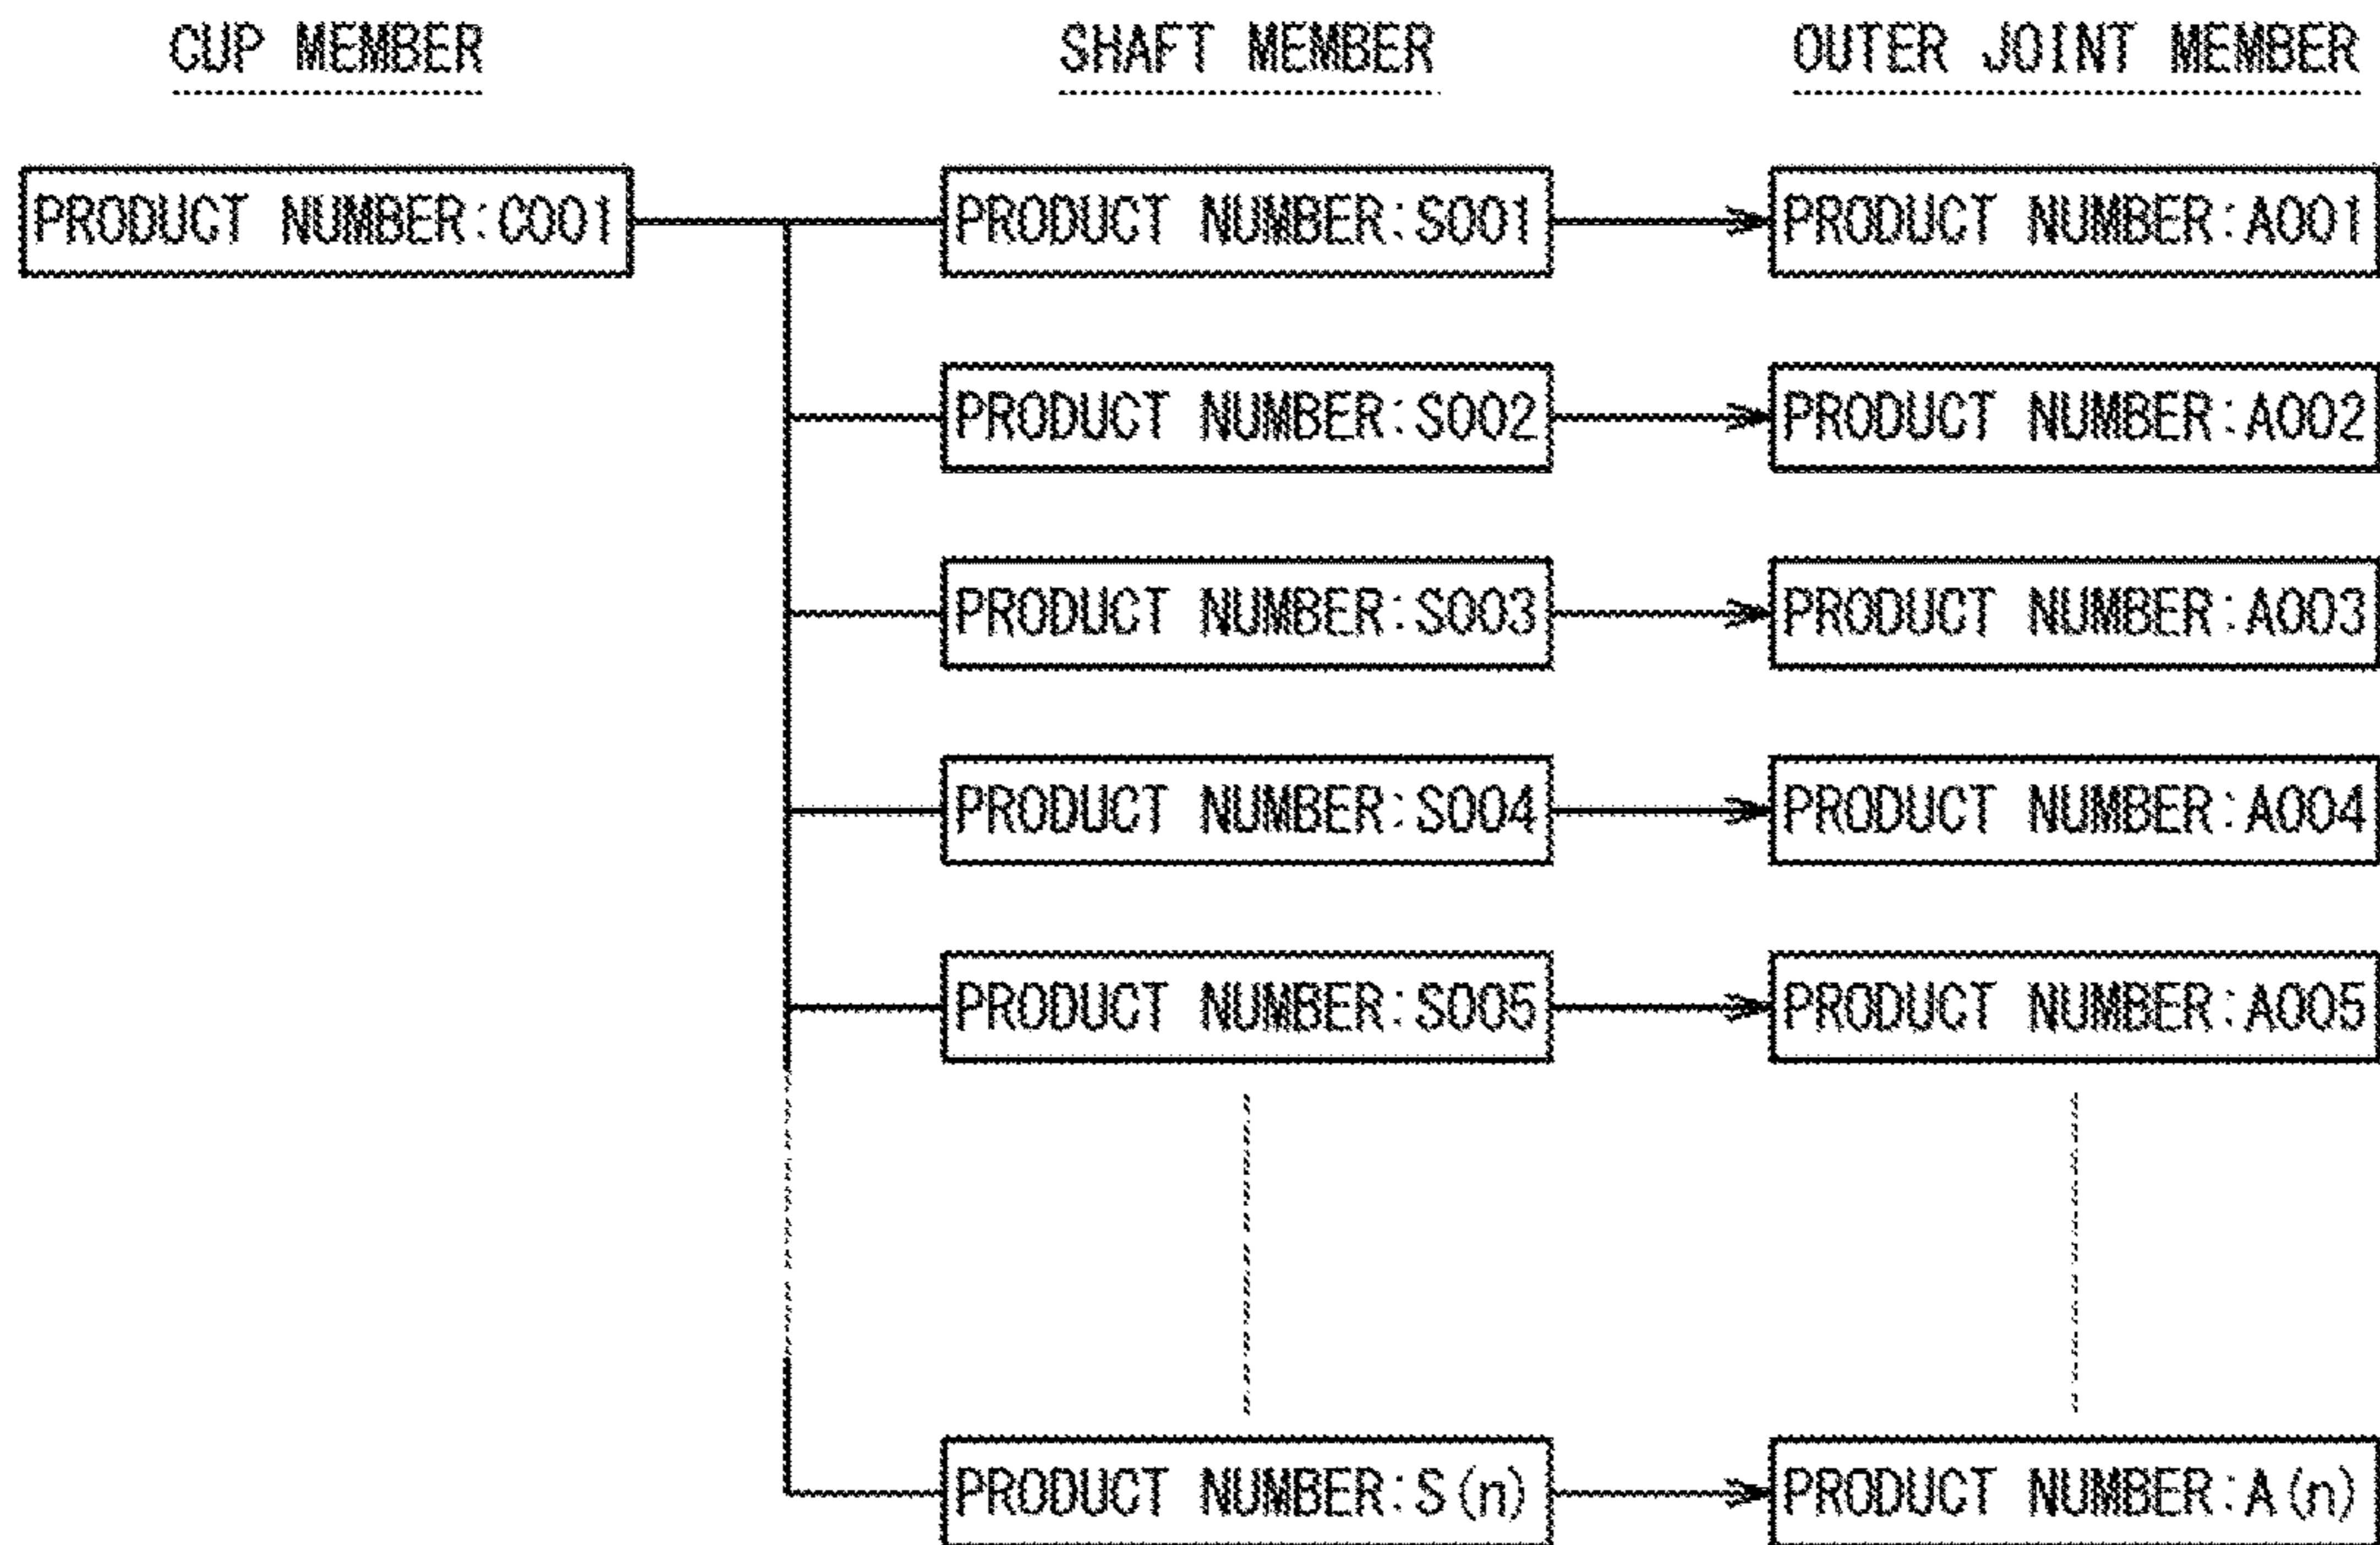 CUP MEMBER SHAFT MEMBER OUTER JOINT MEMBER
PRODUCT NUMBER:C001 PRODUCT NUMBER:S001 PRODUCT NUMBER:A001
PRODUCT NUMBER:S002 PRODUCT NUMBER:A002
PRODUCT NUMBER:S003 PRODUCT NUMBER:A003
PRODUCT NUMBER:S004 PRODUCT NUMBER:A004
PRODUCT NUMBER:S005 PRODUCT NUMBER:A005
PRODUCT NUMBER:S(n) PRODUCT NUMBER:A(n)